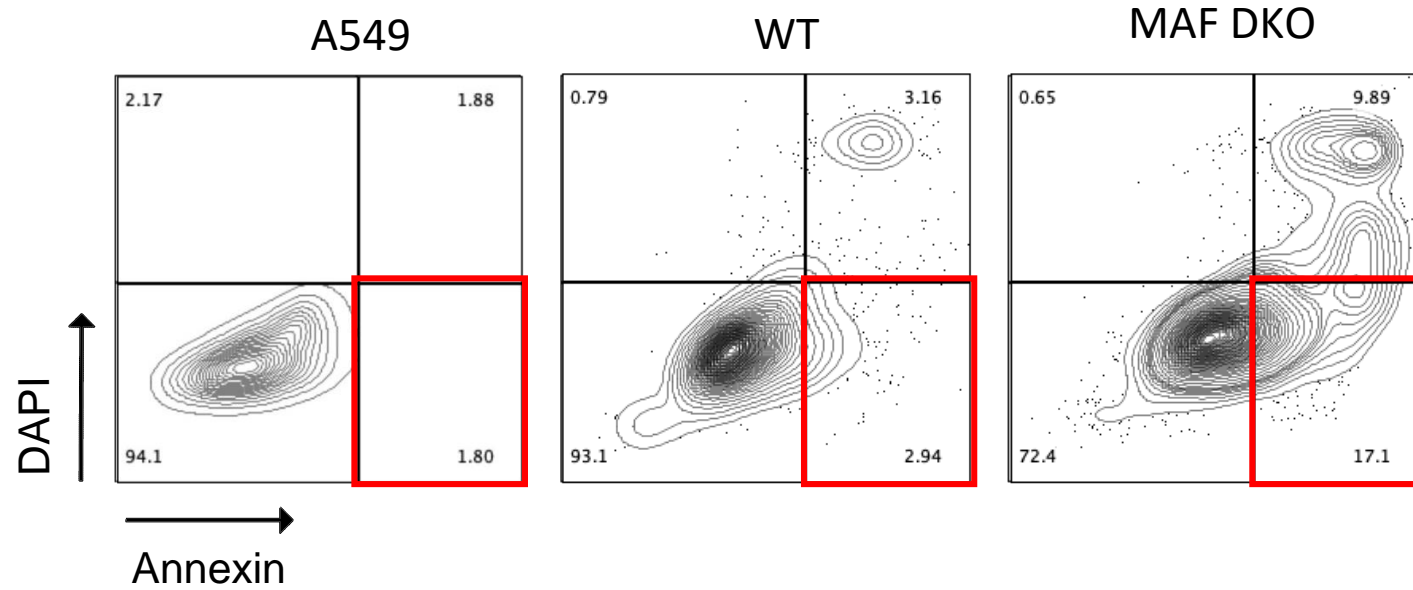 A549
WT
MAF DKO
2.17 1.88
0.79 3.16
0.65 9.89
94.1 1.80
93.1 2.94
72.4 17.1
DAPI
Annexin